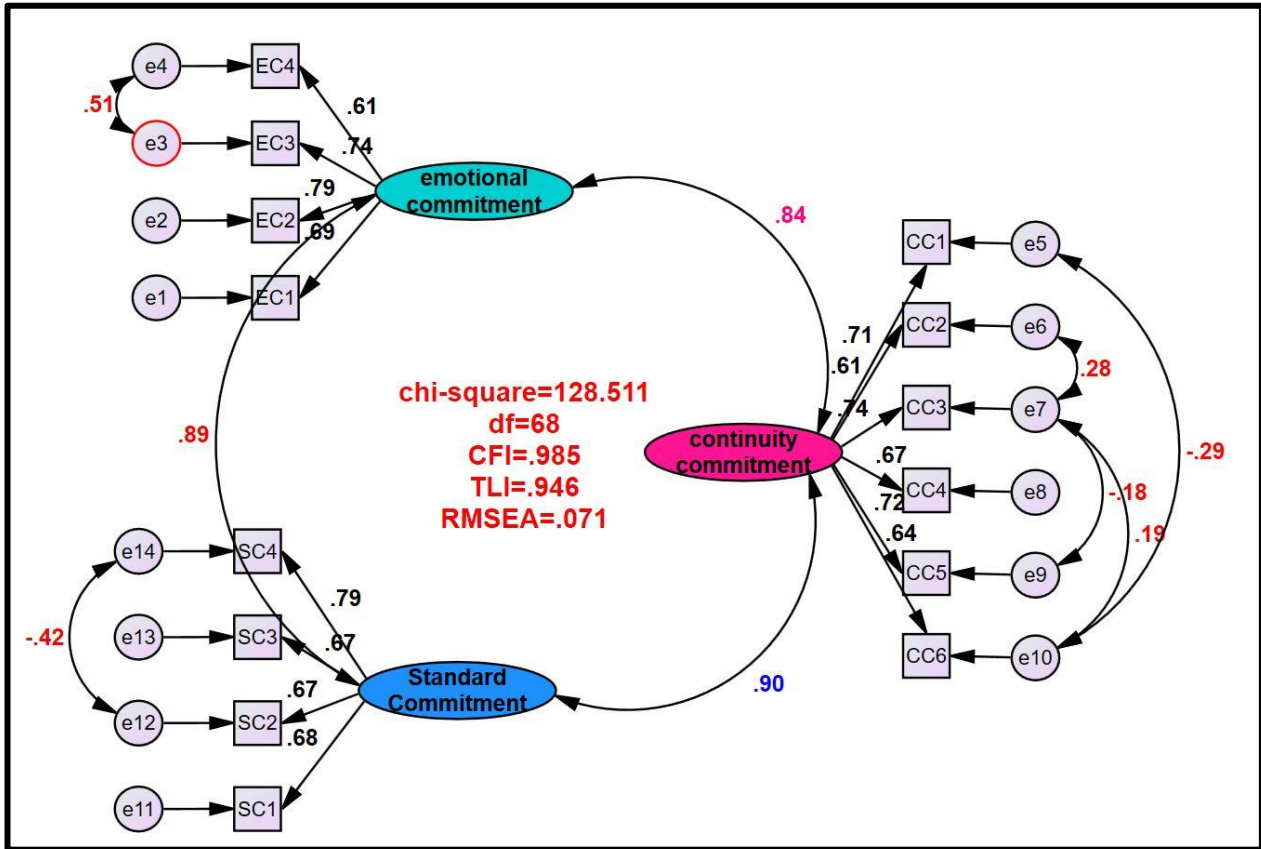 e4
EC4
.61
.51
e3
EC3
.74
e2
EC2
.79
.69
e1
EC1
emotional
commitment
.84
CC1
e5
CC2
e6
.71
.61
.28
CC3
e7
.74
chi-square=128.511
df=68
CFI=.985
TLI=.946
RMSEA=.071
.89
continuity
commitment
.67
CC4
e8
.72
-.29
-.18
.19
.64
CC5
e9
CC6
e10
e14
SC4
.79
-.42
e13
SC3
.67
Standard
Commitment
.90
.67
e12
SC2
.68
e11
SC1